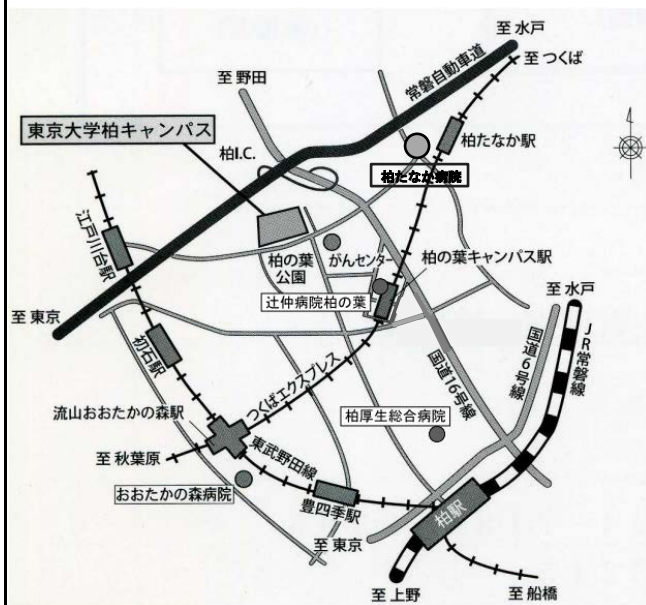 至 水戸
至 つくば
常磐自動車道
至 野田
東京大学柏キャンパス
柏I.C.
柏たなか駅
柏たなか病院
江戸川台駅
柏の葉
公園
がんセンター
柏の葉キャンパス駅
辻仲病院柏の葉
至 水戸
至 東京
初石駅
つくばエクスプレス
国道16号線
国道6号線
JR常磐線
流山おおたかの森駅
柏厚生総合病院
至 秋葉原
東武野田線
おおたかの森病院
豊四季駅
柏駅
至 東京
至 上野
至 船橋